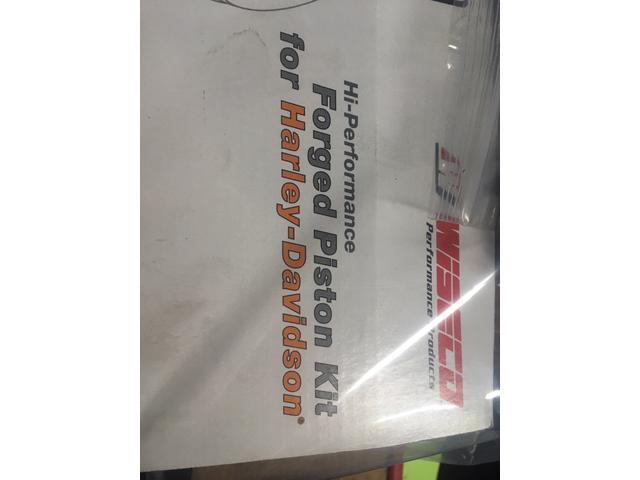 Wiseco
Performance Products
Hi-Performance
Forged Piston Kit
for Harley-Davidson®